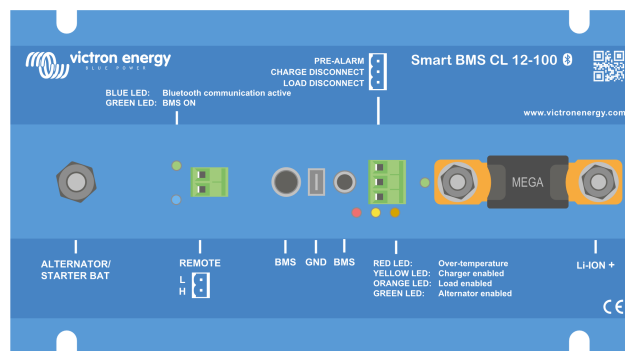 victron energy
BLUE POWER
PRE-ALARM
CHARGE DISCONNECT
LOAD DISCONNECT
Smart BMS CL 12-100
BLUE LED: Bluetooth communication active
GREEN LED: BMS ON
www.victronenergy.com
MEGA
ALTERNATOR/
STARTER BAT
REMOTE
L
H
BMS GND BMS
RED LED: Over-temperature
YELLOW LED: Charger enabled
ORANGE LED: Load enabled
GREEN LED: Alternator enabled
Li-ION +
CE